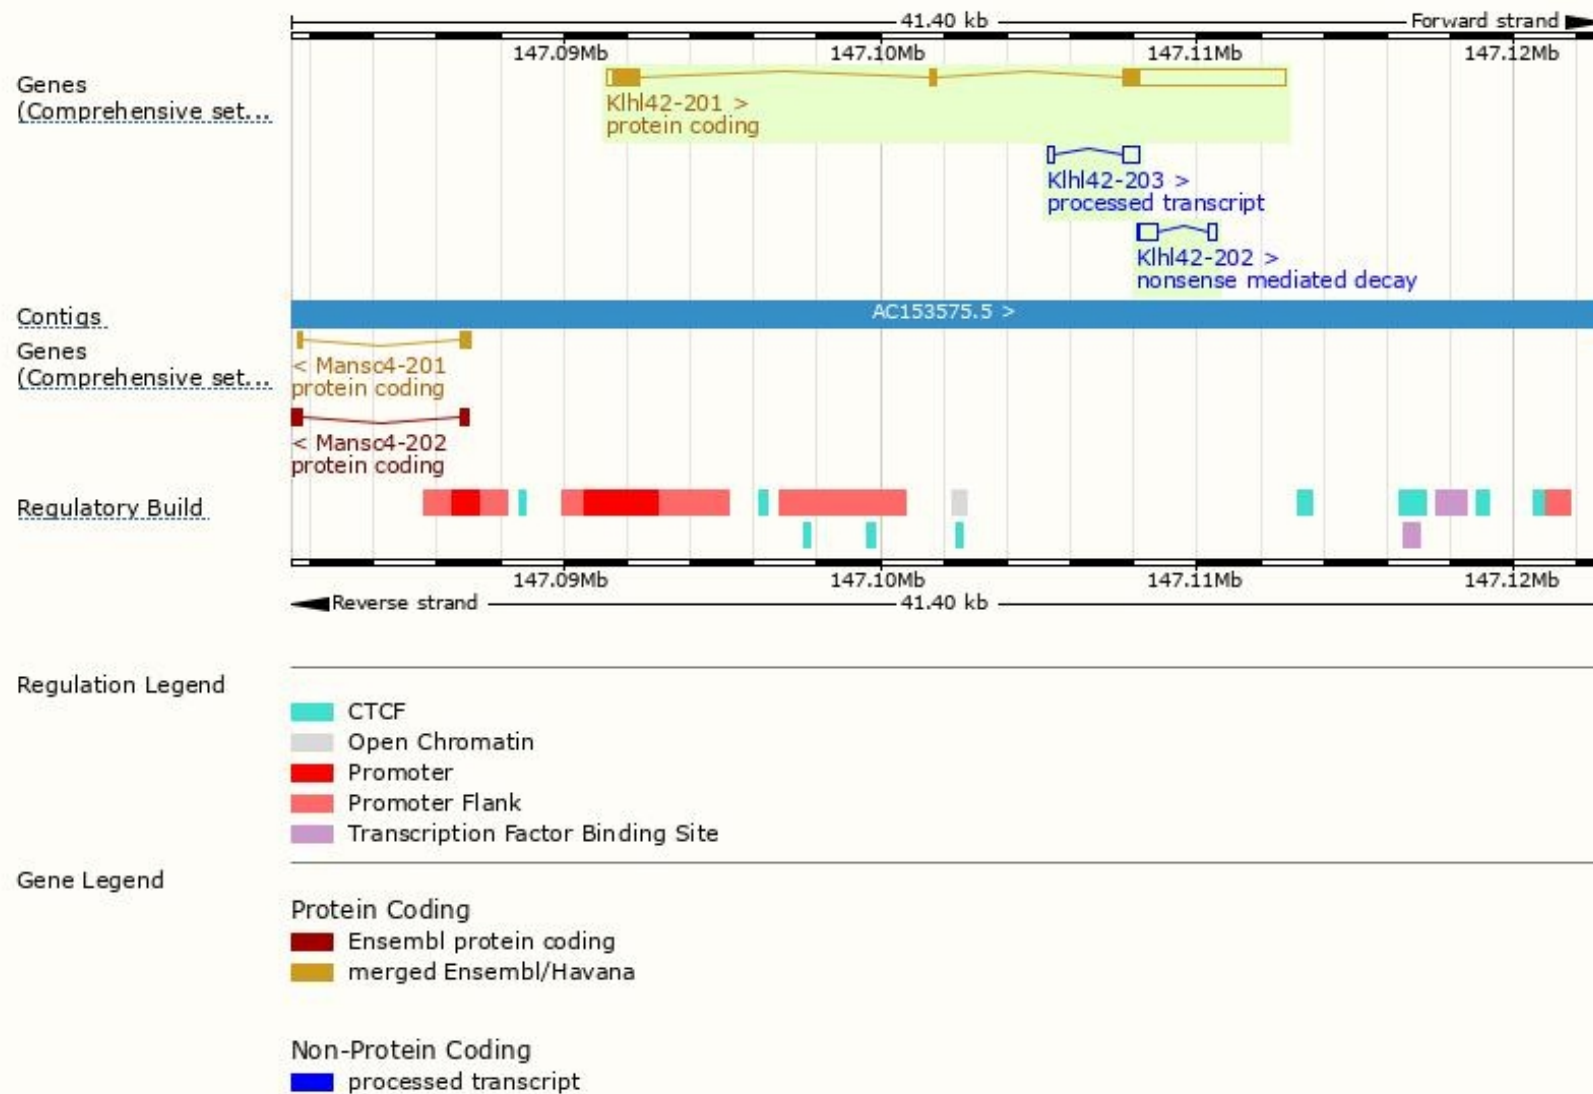 41.40 kb
Forward strand
147.09Mb 147.10Mb 147.11Mb 147.12Mb
Genes
(Comprehensive set...
Klhl42-201 >
protein coding
Klhl42-203 >
processed transcript
Klhl42-202 >
nonsense mediated decay
Contigs
AC153575.5 >
Genes
(Comprehensive set...
< Mansc4-201
protein coding
< Mansc4-202
protein coding
Regulatory Build
147.09Mb 147.10Mb 147.11Mb 147.12Mb
Reverse strand
41.40 kb
Regulation Legend
CTCF
Open Chromatin
Promoter
Promoter Flank
Transcription Factor Binding Site
Gene Legend
Protein Coding
Ensembl protein coding
merged Ensembl/Havana
Non-Protein Coding
processed transcript